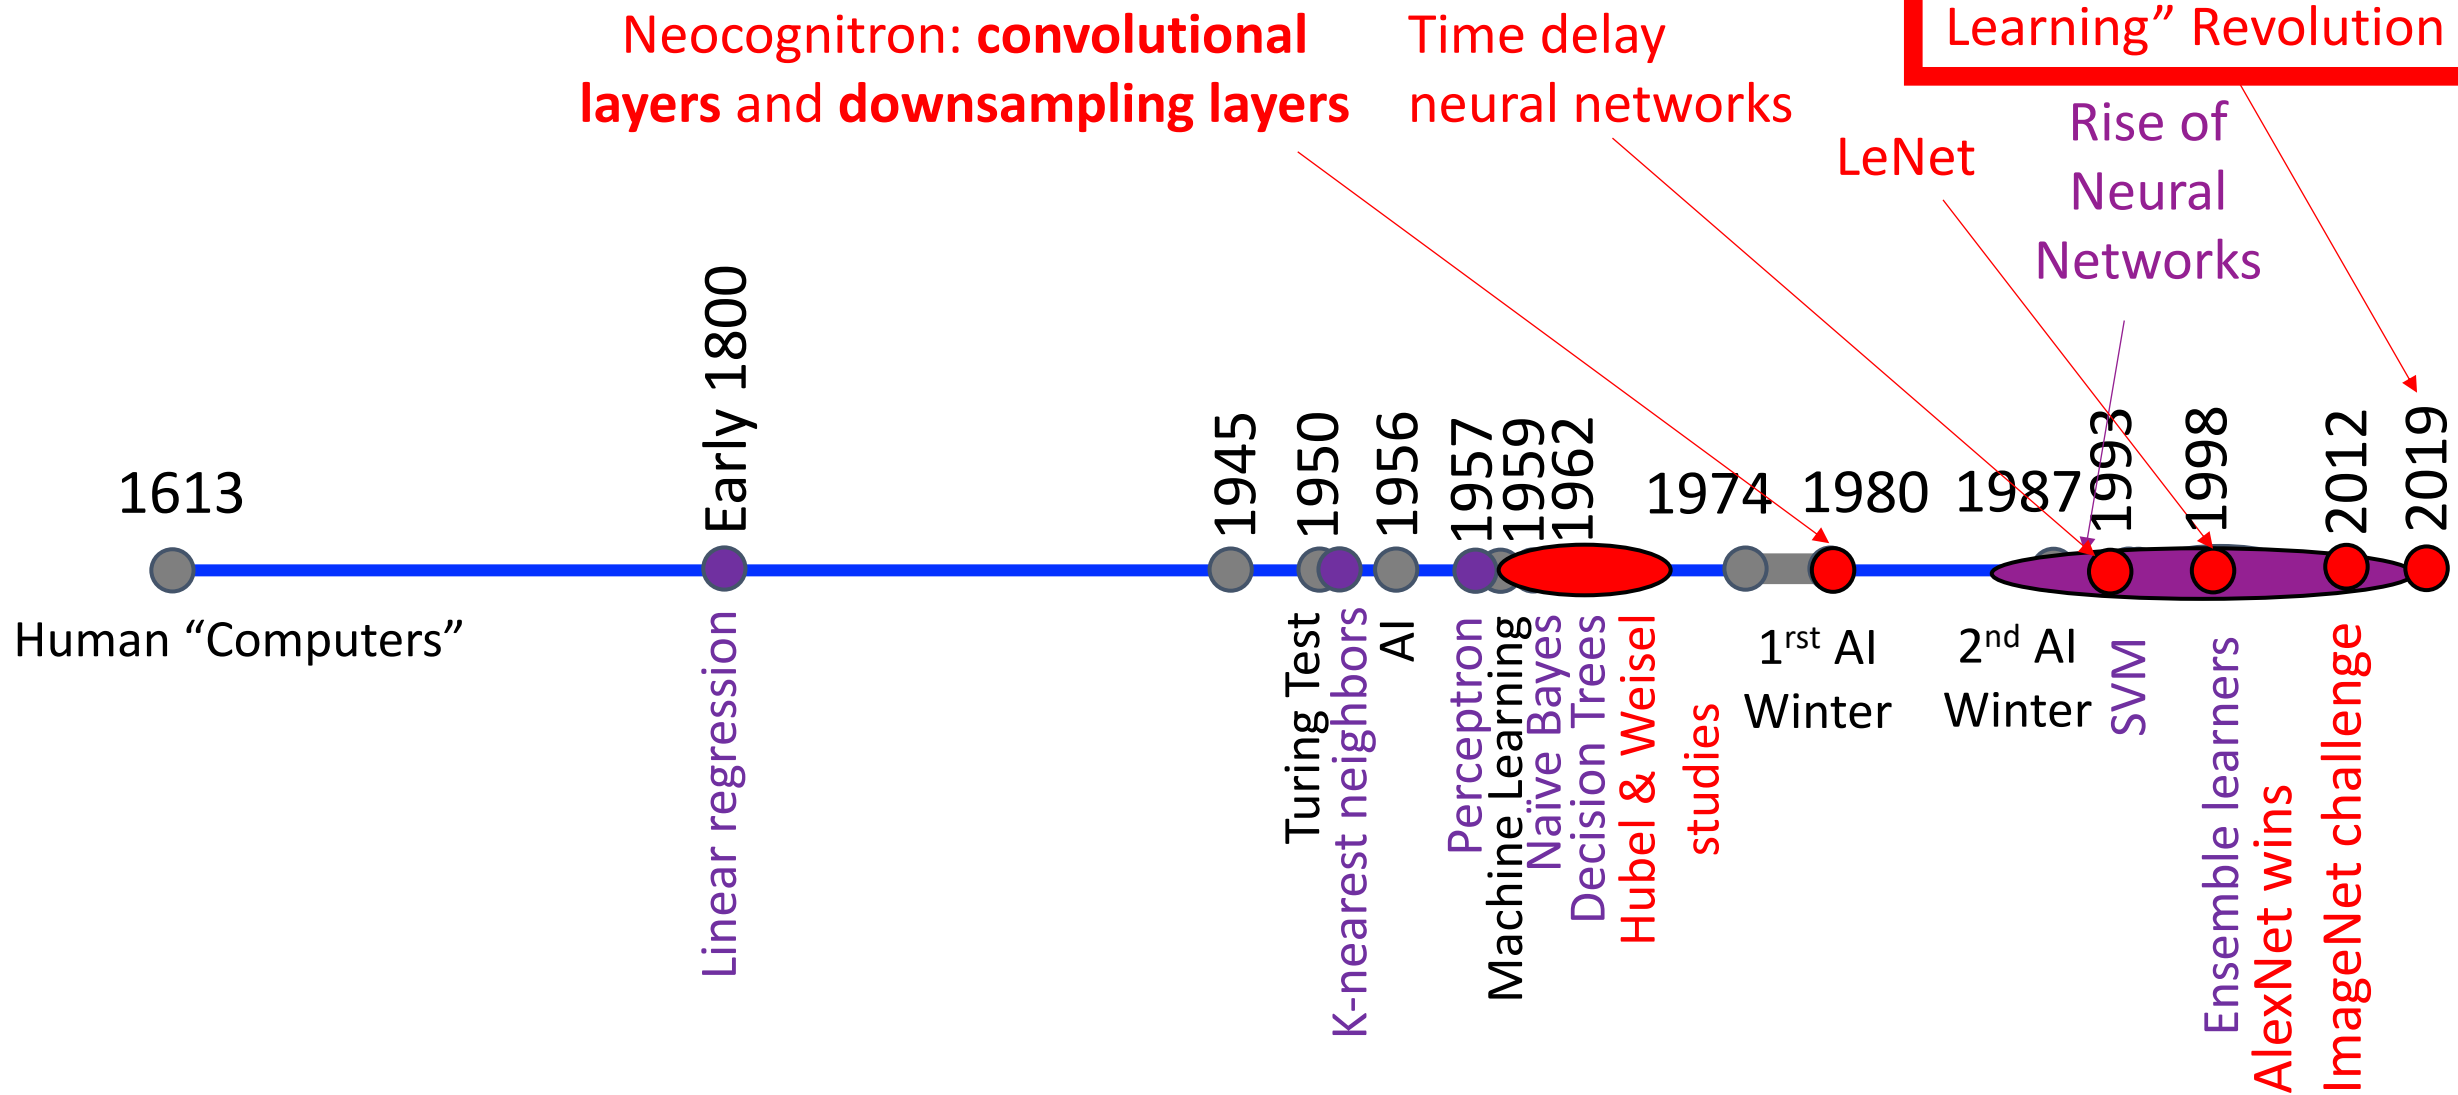 Neocognitron: convolutional
layers and downsampling layers
Time delay
neural networks
Learning” Revolution
LeNet
Rise of
Neural
Networks
1613
Early 1800
1945
1950
1956
1957
1959
1962
1974
1980
1987
1993
1998
2012
2019
Human “Computers”
Linear regression
Turing Test
K-nearest neighbors
AI
Perceptron
Machine Learning
Naïve Bayes
Decision Trees
Hubel & Weisel
studies
1rst AI
Winter
2nd AI
Winter
SVM
Ensemble learners
AlexNet wins
ImageNet challenge